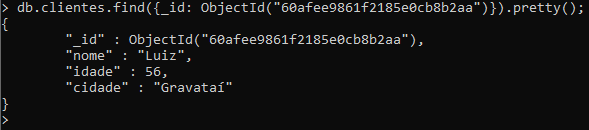 > db.clientes.find({_id: ObjectId("60afee9861f2185e0cb8b2aa")}).pretty();
{
        "_id" : ObjectId("60afee9861f2185e0cb8b2aa"),
        "nome" : "Luiz",
        "idade" : 56,
        "cidade" : "Gravataí"
}
>